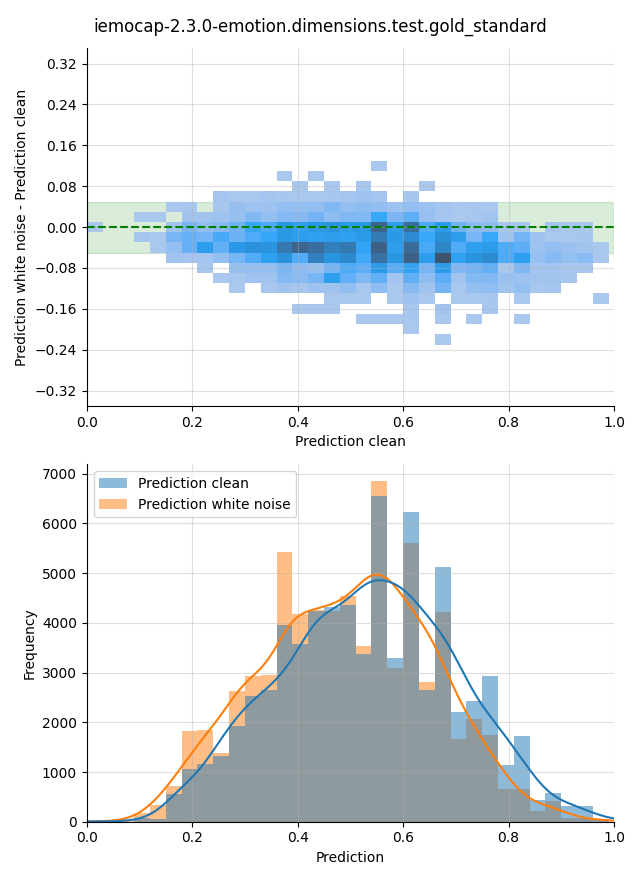 iemocap-2.3.0-emotion.dimensions.test.gold_standard
Prediction white noise - Prediction clean
0.32
0.24
0.16
0.08
0.00
−0.08
−0.16
−0.24
−0.32
0.0 0.2 0.4 0.6 0.8 1.0
Prediction clean
Frequency
7000
6000
5000
4000
3000
2000
1000
0
Prediction clean
Prediction white noise
0.0 0.2 0.4 0.6 0.8 1.0
Prediction